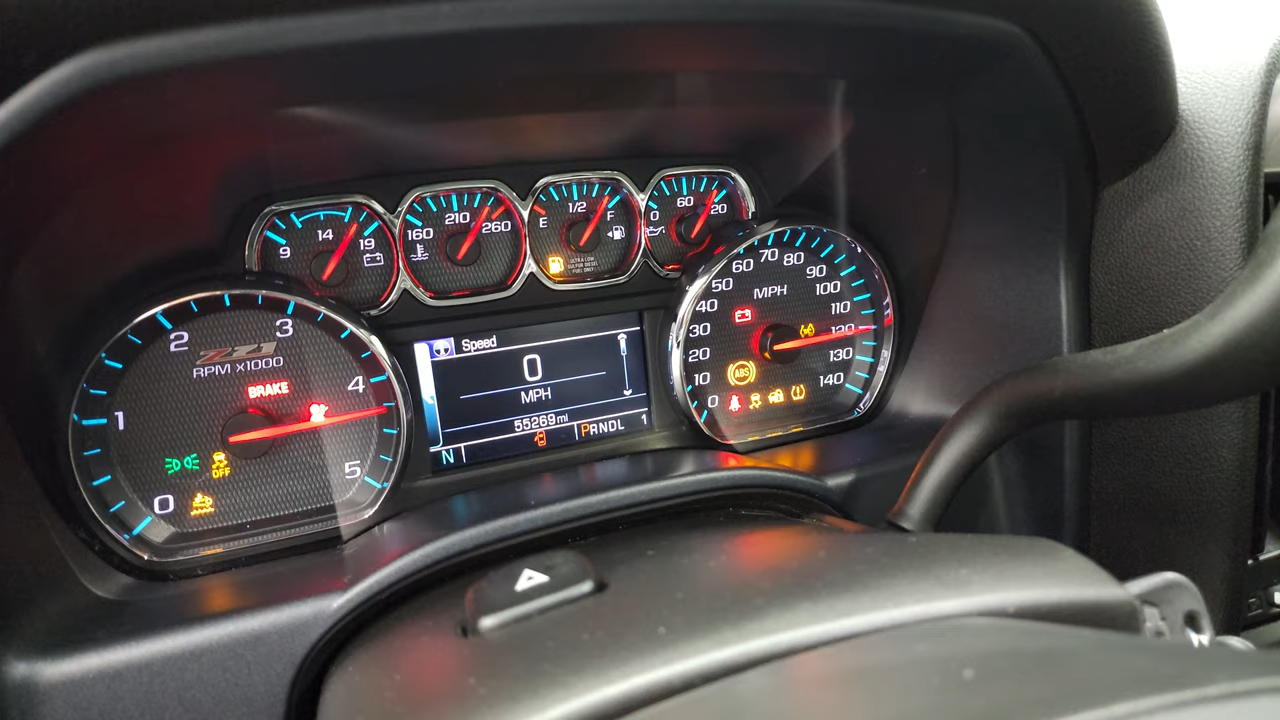 9 14 19
160 210 260
E 1/2 F
ULTRA LOW
SULFUR DIESEL
FUEL ONLY
0 60 120
0 1 2 3 4 5
Z71
RPM x1000
BRAKE
OFF
Speed
0
MPH
55269 mi
N PRNDL 1
0 10 20 30 40 50 60 70 80 90 100 110 120 130 140
MPH
ABS